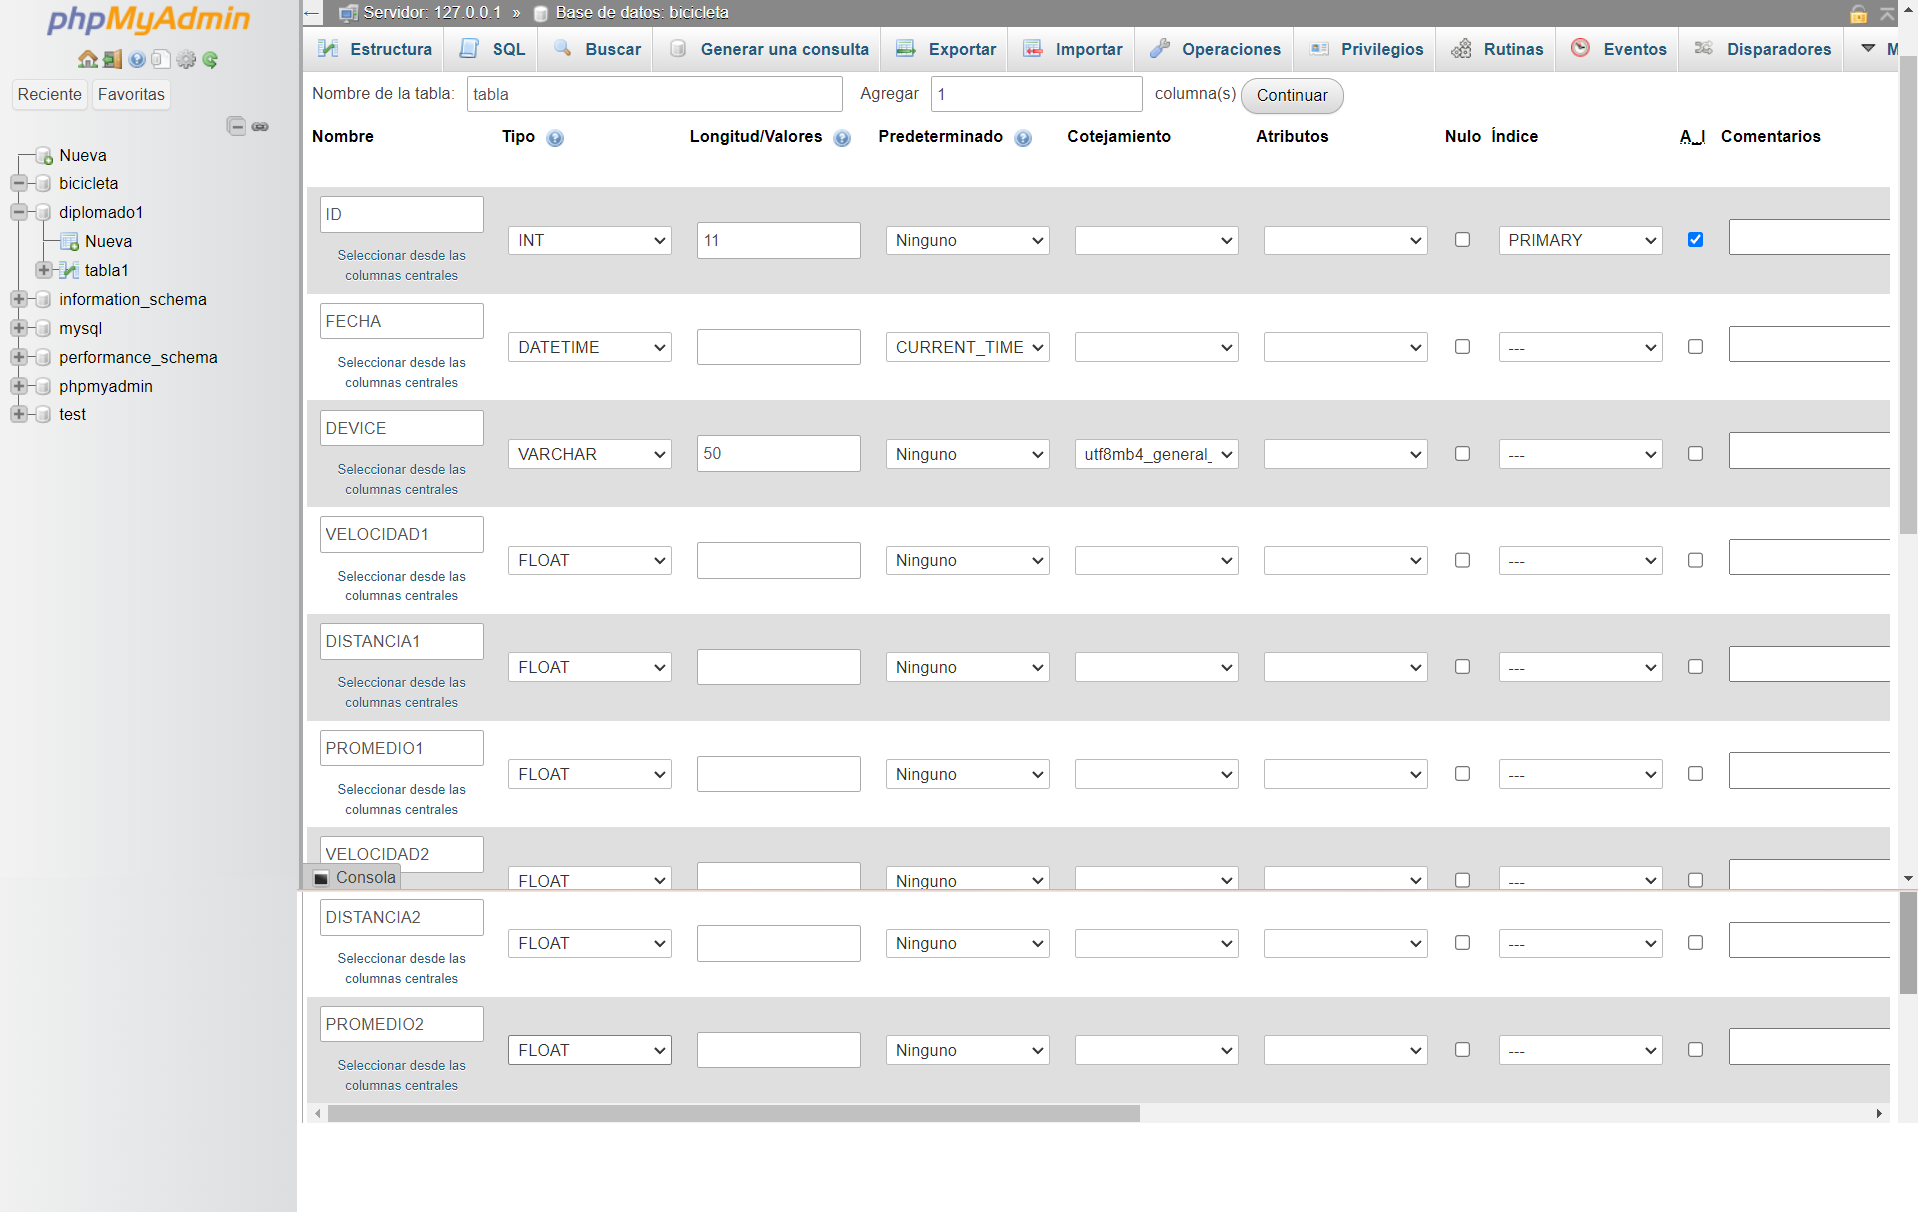 phpMyAdmin
Reciente Favoritas
Nueva
bicicleta
diplomado1
Nueva
tabla1
information_schema
mysql
performance_schema
phpmyadmin
test
Servidor: 127.0.0.1 » Base de datos: bicicleta
Estructura SQL Buscar Generar una consulta Exportar Importar Operaciones Privilegios Rutinas Eventos Disparadores M
Nombre de la tabla: tabla Agregar 1 columna(s) Continuar
Nombre Tipo Longitud/Valores Predeterminado Cotejamiento Atributos Nulo Índice A_I Comentarios
ID
INT 11 Ninguno PRIMARY
Seleccionar desde las
columnas centrales
FECHA
DATETIME CURRENT_TIME ---
Seleccionar desde las
columnas centrales
DEVICE
VARCHAR 50 Ninguno utf8mb4_general_ ---
Seleccionar desde las
columnas centrales
VELOCIDAD1
FLOAT Ninguno ---
Seleccionar desde las
columnas centrales
DISTANCIA1
FLOAT Ninguno ---
Seleccionar desde las
columnas centrales
PROMEDIO1
FLOAT Ninguno ---
Seleccionar desde las
columnas centrales
VELOCIDAD2
Consola
FLOAT Ninguno ---
DISTANCIA2
FLOAT Ninguno ---
Seleccionar desde las
columnas centrales
PROMEDIO2
FLOAT Ninguno ---
Seleccionar desde las
columnas centrales